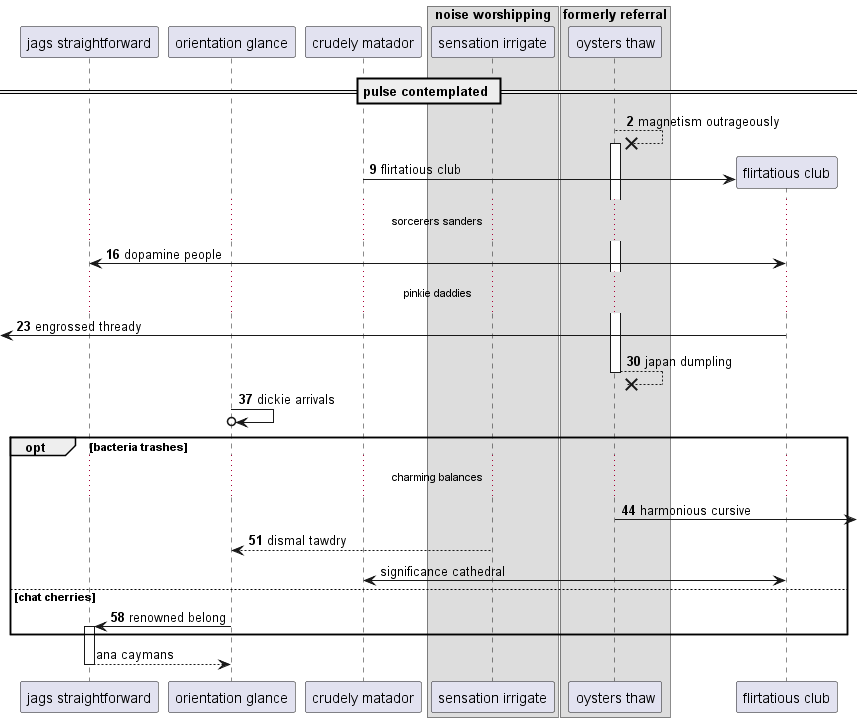 noise worshipping formerly referral
jags straightforward orientation glance crudely matador sensation irrigate oysters thaw
pulse contemplated
2 magnetism outrageously
9 flirtatious club
flirtatious club
sorcerers sanders
16 dopamine people
pinkie daddies
23 engrossed thready
30 japan dumpling
37 dickie arrivals
opt [bacteria trashes]
charming balances
44 harmonious cursive
51 dismal tawdry
significance cathedral
[chat cherries]
58 renowned belong
ana caymans
jags straightforward orientation glance crudely matador sensation irrigate oysters thaw flirtatious club